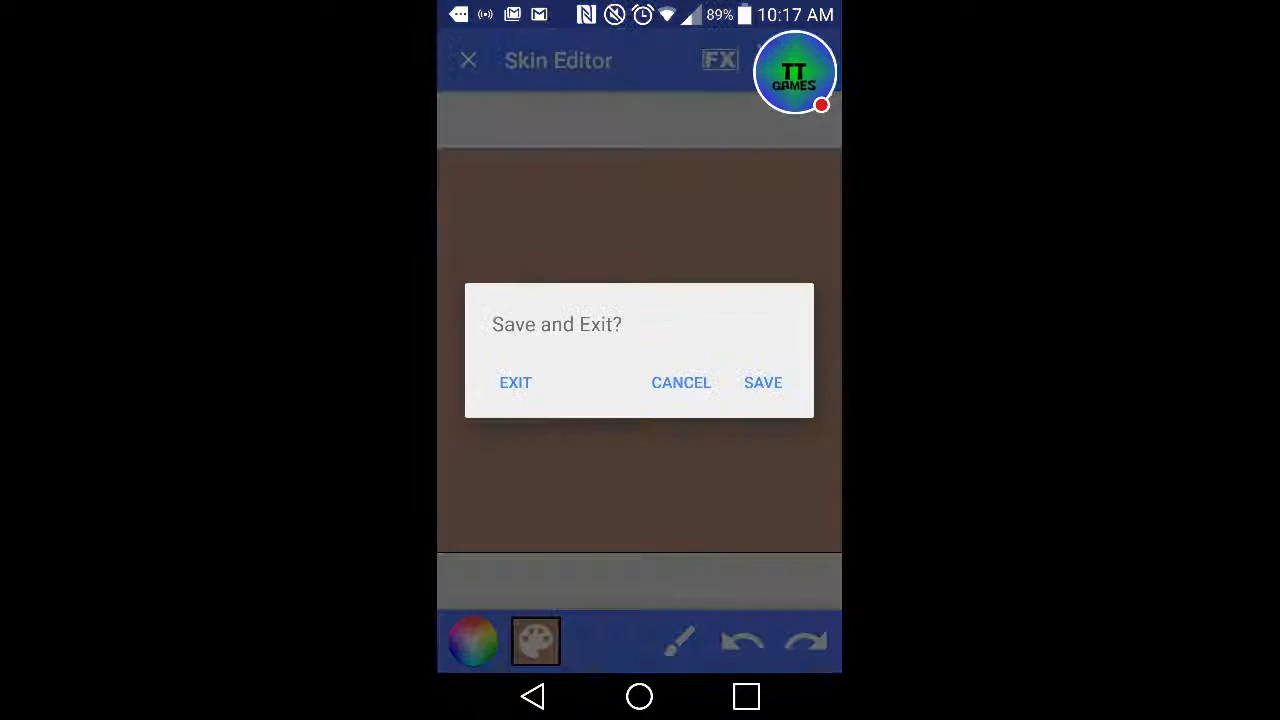 89% 10:17 AM
Skin Editor FX
TT
GAMES
Save and Exit?
EXIT CANCEL SAVE